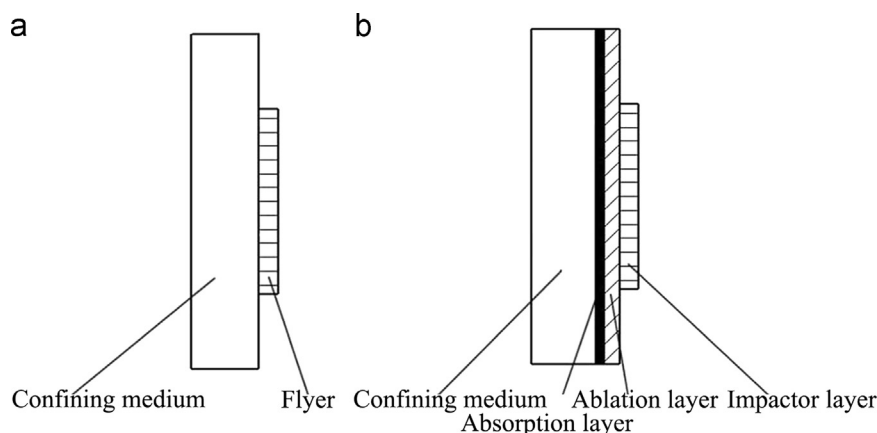 a
b
Confining medium
Flyer
Confining medium
Absorption layer
Ablation layer
Impactor layer